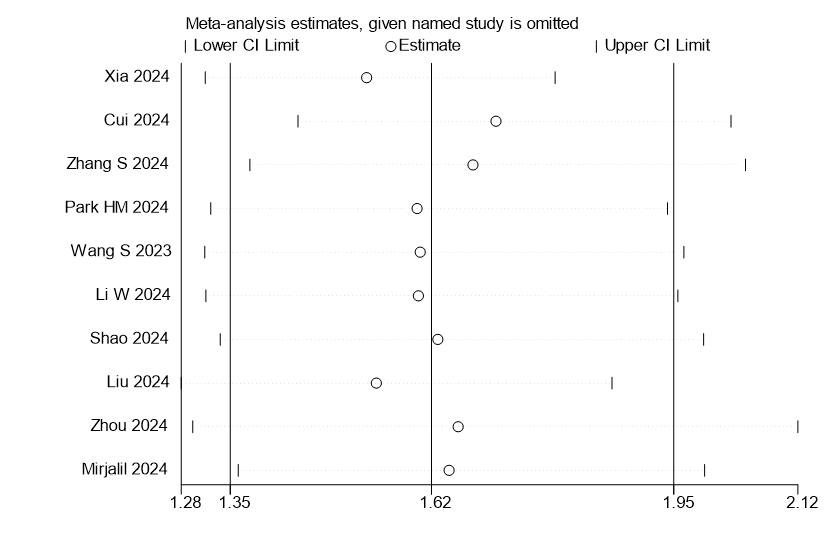 Meta-analysis estimates, given named study is omitted
| Lower CI Limit ○ Estimate | Upper CI Limit
Xia 2024
Cui 2024
Zhang S 2024
Park HM 2024
Wang S 2023
Li W 2024
Shao 2024
Liu 2024
Zhou 2024
Mirjalil 2024
1.28 1.35 1.62 1.95 2.12